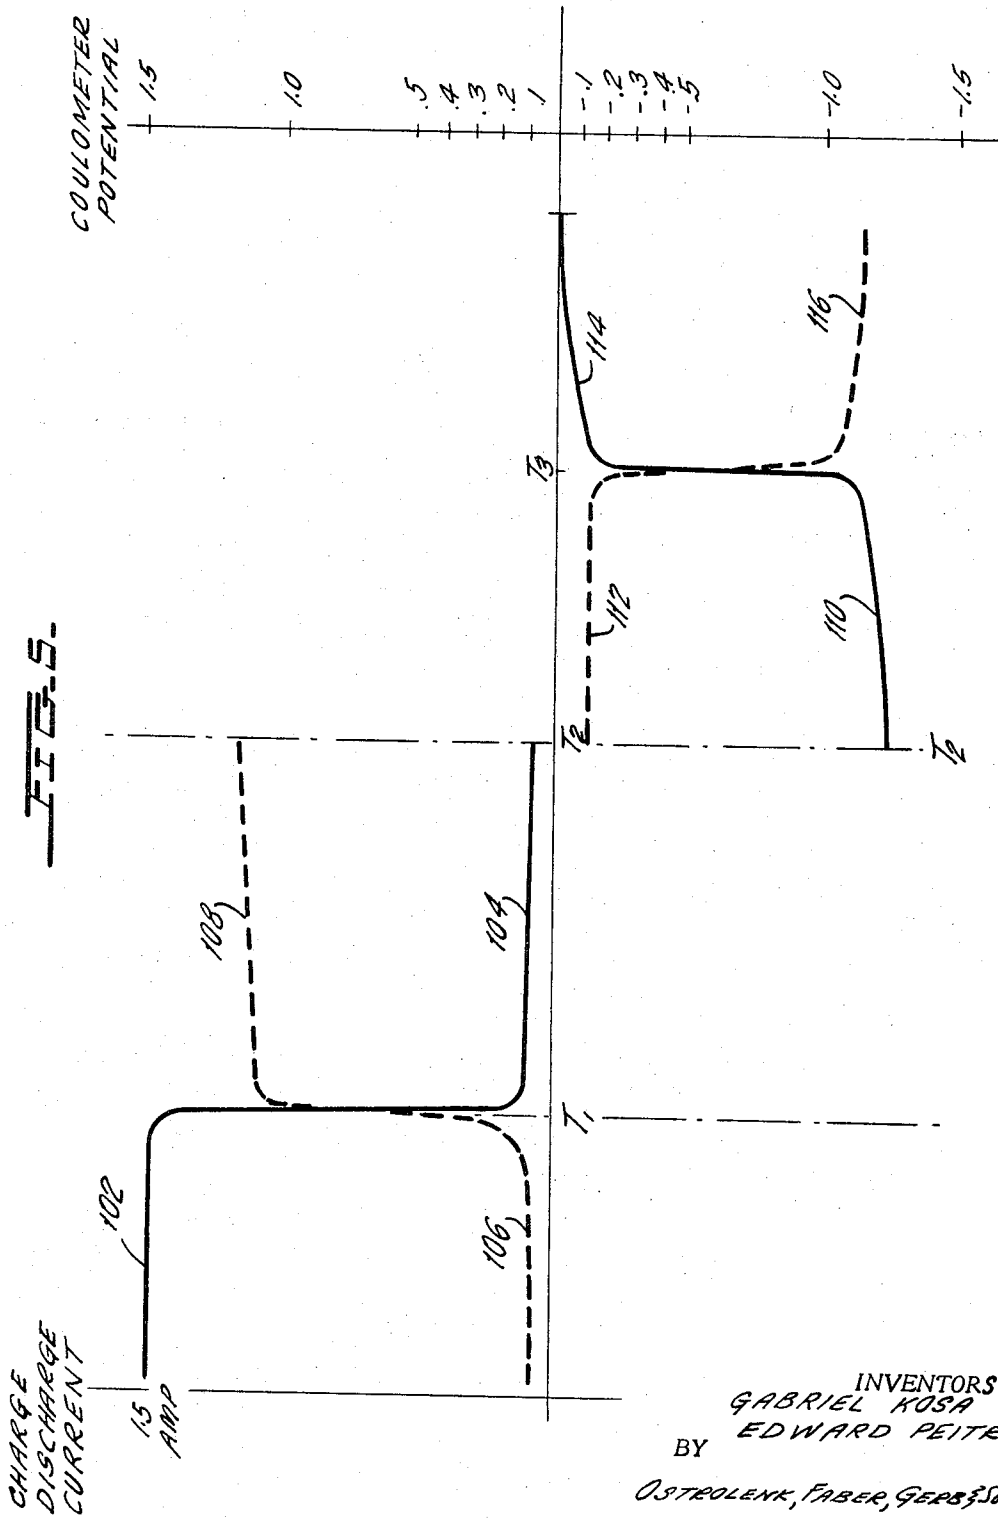 FIG. 5.
CHARGE
DISCHARGE
CURRENT
1.5
AMP
COULOMETER
POTENTIAL
1.5
1.0
.5
.4
.3
.2
.1
-.1
-.2
-.3
-.4
-.5
-1.0
-1.5
102
106
108
104
T1
T2
T2
T3
112
110
114
116
INVENTORS
GABRIEL KOSA
EDWARD PEITR
BY
OSTROLENK, FABER, GERB & SO